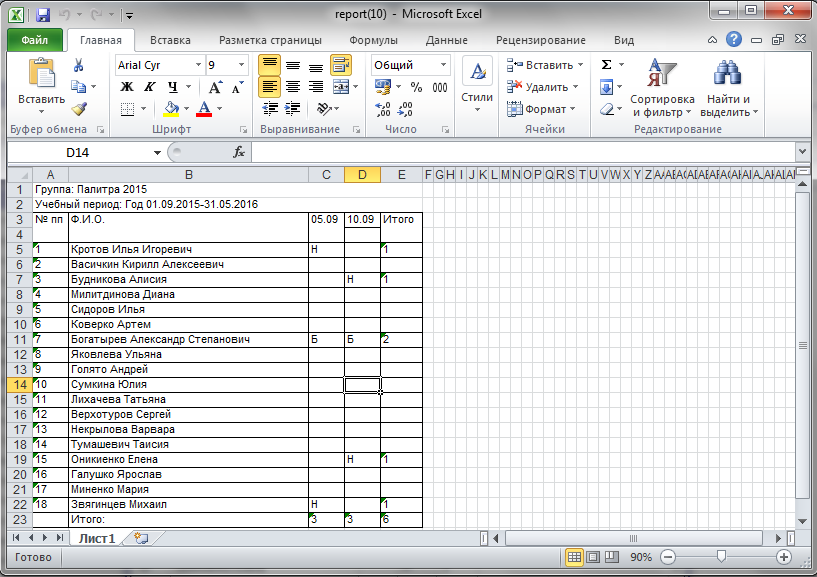 report(10) - Microsoft Excel
Файл Главная Вставка Разметка страницы Формулы Данные Рецензирование Вид
Arial Cyr 9 Общий Вставить Σ
Ж К Ч A A % 000 Удалить
Вставить Стили Формат Сортировка и фильтр Найти и выделить
Буфер обмена Шрифт Выравнивание Число Ячейки Редактирование
D14 fx
A B C D E F G H I J K L M N O P Q R S T U V W X Y Z
1 Группа: Палитра 2015
2 Учебный период: Год 01.09.2015-31.05.2016
3 № пп Ф.И.О. 05.09 10.09 Итого
4
5 1 Кротов Илья Игоревич Н 1
6 2 Васичкин Кирилл Алексеевич
7 3 Будникова Алисия Н 1
8 4 Милитдинова Диана
9 5 Сидоров Илья
10 6 Коверко Артем
11 7 Богатырев Александр Степанович Б Б 2
12 8 Яковлева Ульяна
13 9 Голято Андрей
14 10 Сумкина Юлия
15 11 Лихачева Татьяна
16 12 Верхотуров Сергей
17 13 Некрылова Варвара
18 14 Тумашевич Таисия
19 15 Оникиенко Елена Н 1
20 16 Галушко Ярослав
21 17 Миненко Мария
22 18 Звягинцев Михаил Н 1
23 Итого: 3 3 6
Лист1
Готово 90%